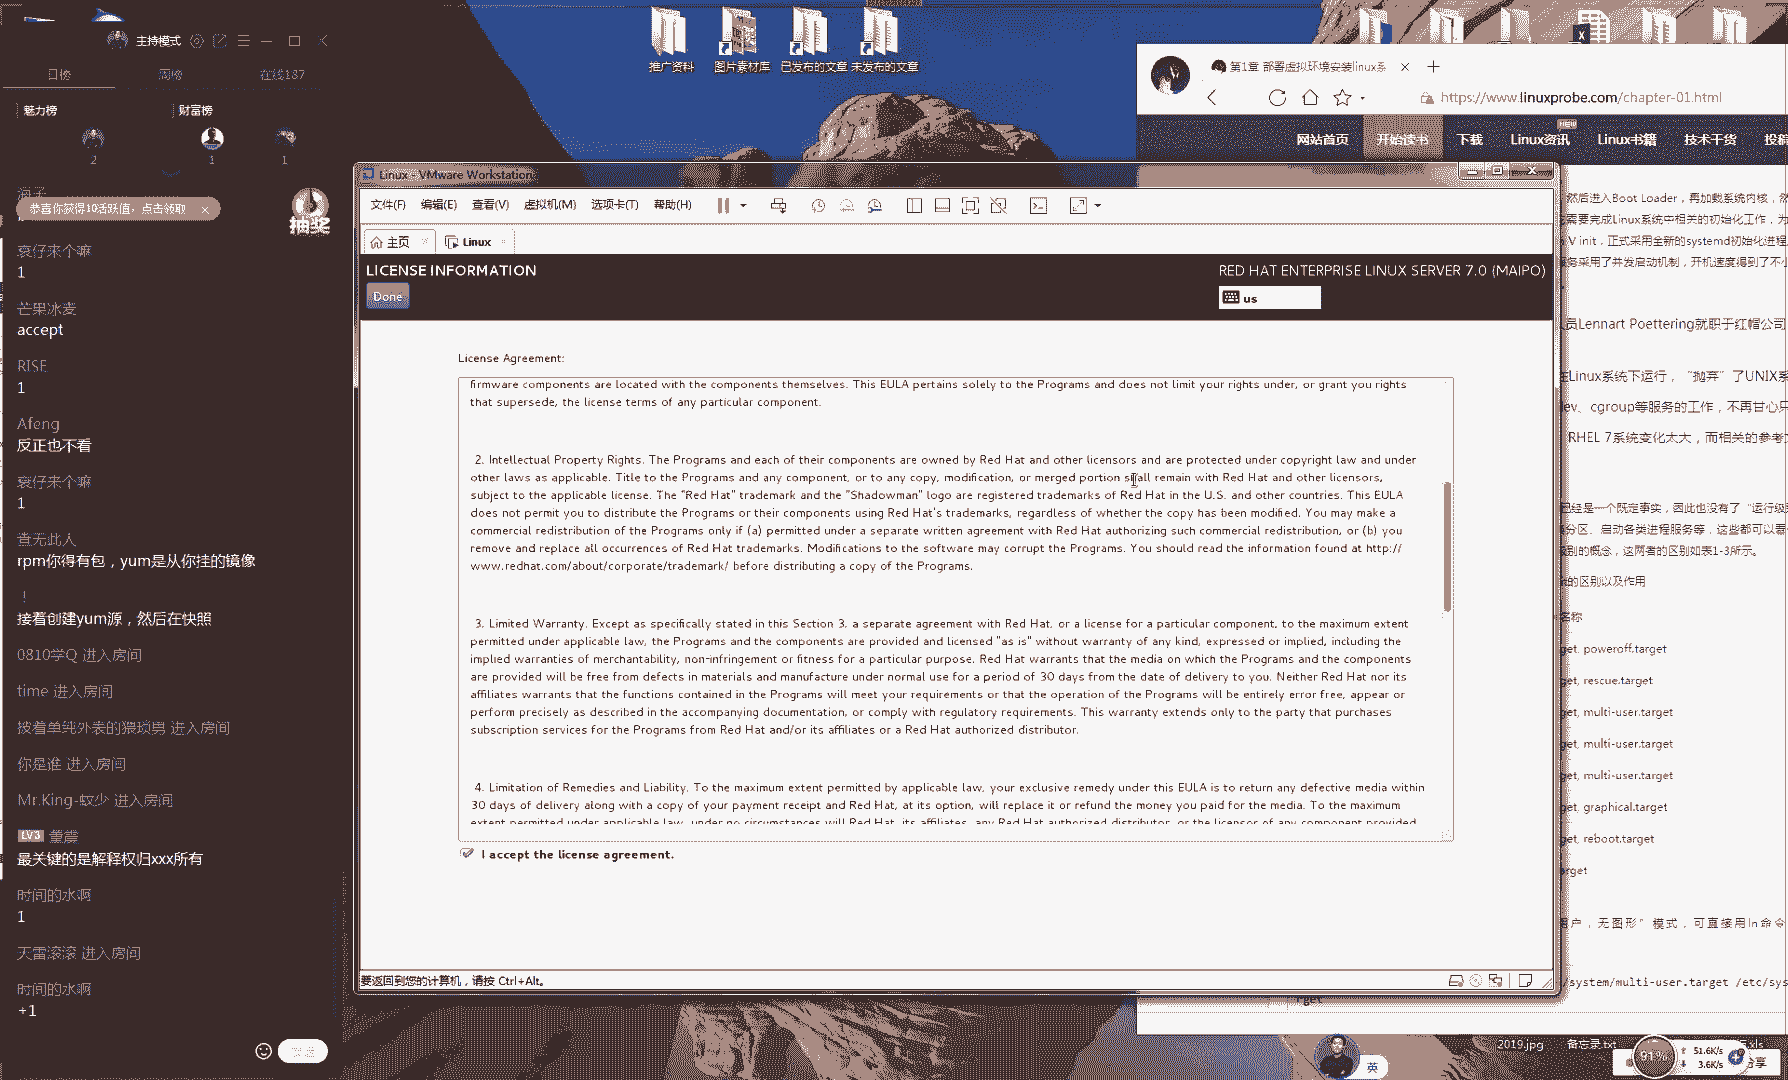 主持模式
日榜 周榜 在线137
魅力榜 财富榜
2 1 1
海子
恭喜你获得10活跃值，点击领取 ×
抽奖
衮仔来个嘛
1
芒果冰麦
accept
RISE
1
Afeng
反正也不看
衮仔来个嘛
1
查无此人
rpm你得有包，yum是从你挂的镜像
！
接着创建yum源，然后在快照
0810学Q 进入房间
time 进入房间
披着单纯外表的猥琐男 进入房间
你是谁 进入房间
Mr.King-蚊少 进入房间
LV3
最关键的是解释权归xxx所有
时间的水啊
1
天雷滚滚 进入房间
时间的水啊
+1
推广资料 图片素材库 已发布的文章 未发布的文章
第1章 部署虚拟环境安装linux系
https://www.linuxprobe.com/chapter-01.html
网站首页 开始读书 下载 Linux资讯 NEW Linux书籍 技术干货 投稿
Linux - VMware Workstation
文件(F) 编辑(E) 查看(V) 虚拟机(M) 选项卡(T) 帮助(H)
主页 × Linux ×
LICENSE INFORMATION
RED HAT ENTERPRISE LINUX SERVER 7.0 (MAIPO)
Done
us
License Agreement:
firmware components are located with the components themselves. This EULA pertains solely to the Programs and does not limit your rights under, or grant you rights
that supersede, the license terms of any particular component.
2. Intellectual Property Rights. The Programs and each of their components are owned by Red Hat and other licensors and are protected under copyright law and under
other laws as applicable. Title to the Programs and any component, or to any copy, modification, or merged portion shall remain with Red Hat and other licensors,
subject to the applicable license. The "Red Hat" trademark and the "Shadowman" logo are registered trademarks of Red Hat in the U.S. and other countries. This EULA
does not permit you to distribute the Programs or their components using Red Hat's trademarks, regardless of whether the copy has been modified. You may make a
commercial redistribution of the Programs only if (a) permitted under a separate written agreement with Red Hat authorizing such commercial redistribution, or (b) you
remove and replace all occurrences of Red Hat trademarks. Modifications to the software may corrupt the Programs. You should read the information found at http://
www.redhat.com/about/corporate/trademark/ before distributing a copy of the Programs.
3. Limited Warranty. Except as specifically stated in this Section 3, a separate agreement with Red Hat, or a license for a particular component, to the maximum extent
permitted under applicable law, the Programs and the components are provided and licensed "as is" without warranty of any kind, expressed or implied, including the
implied warranties of merchantability, non-infringement or fitness for a particular purpose. Red Hat warrants that the media on which the Programs and the components
are provided will be free from defects in materials and manufacture under normal use for a period of 30 days from the date of delivery to you. Neither Red Hat nor its
affiliates warrants that the functions contained in the Programs will meet your requirements or that the operation of the Programs will be entirely error free, appear or
perform precisely as described in the accompanying documentation, or comply with regulatory requirements. This warranty extends only to the party that purchases
subscription services for the Programs from Red Hat and/or its affiliates or a Red Hat authorized distributor.
4. Limitation of Remedies and Liability. To the maximum extent permitted by applicable law, your exclusive remedy under this EULA is to return any defective media within
30 days of delivery along with a copy of your payment receipt and Red Hat, at its option, will replace it or refund the money you paid for the media. To the maximum
extent permitted under applicable law, under no circumstances will Red Hat, its affiliates, any Red Hat authorized distributor, or the licensor of any component provided
I accept the license agreement.
要返回到您的计算机，请按 Ctrl+Alt。
然后进入Boot Loader，再加载系统内核，然
需要完成Linux系统中相关的初始化工作，为
V init，正式采用全新的systemd初始化进程
服务采用了并发启动机制，开机速度得到了不小
员Lennart Poettering就职于红帽公司
在Linux系统下运行，“抛弃”了UNIX系
dev、cgroup等服务的工作，不再甘心只
RHEL 7系统变化太大，而相关的参考文
已经是一个既定事实，因此也没有了“运行级
分区、启动各类进程服务等，这些都可以
别的概念，这两者的区别如表1-3所示。
的区别以及作用
名称
get, poweroff.target
get, rescue.target
get, multi-user.target
get, multi-user.target
get, multi-user.target
get, graphical.target
get, reboot.target
rget
用户，无图形”模式，可直接用ln命令
/system/multi-user.target /etc/sys
rget
2019.jpg 备忘录.txt .xls
91% 51.6K/s
3.6K/s
英